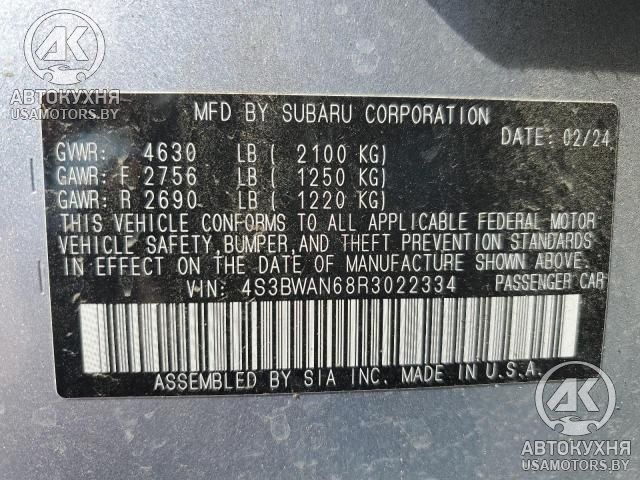 АК
АВТОКУХНЯ
USAMOTORS.BY
MFD BY SUBARU CORPORATION
DATE: 02/24
GVWR: 4630 LB ( 2100 KG)
GAWR: F 2756 LB ( 1250 KG)
GAWR: R 2690 LB ( 1220 KG)
THIS VEHICLE CONFORMS TO ALL APPLICABLE FEDERAL MOTOR
VEHICLE SAFETY, BUMPER, AND THEFT PREVENTION STANDARDS
IN EFFECT ON THE DATE OF MANUFACTURE SHOWN ABOVE.
VIN: 4S3BWAN68R3022334 PASSENGER CAR
ASSEMBLED BY SIA INC. MADE IN U.S.A.
АК
АВТОКУХНЯ
USAMOTORS.BY